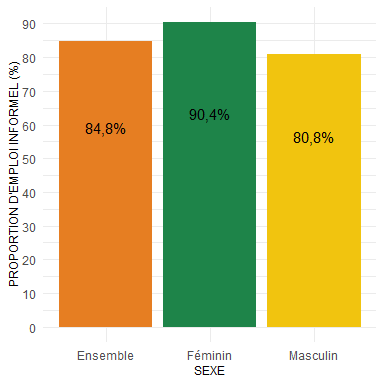 PROPORTION D'EMPLOI INFORMEL (%)
90
80
70
60
50
40
30
20
10
0
84,8%
90,4%
80,8%
Ensemble
Féminin
Masculin
SEXE